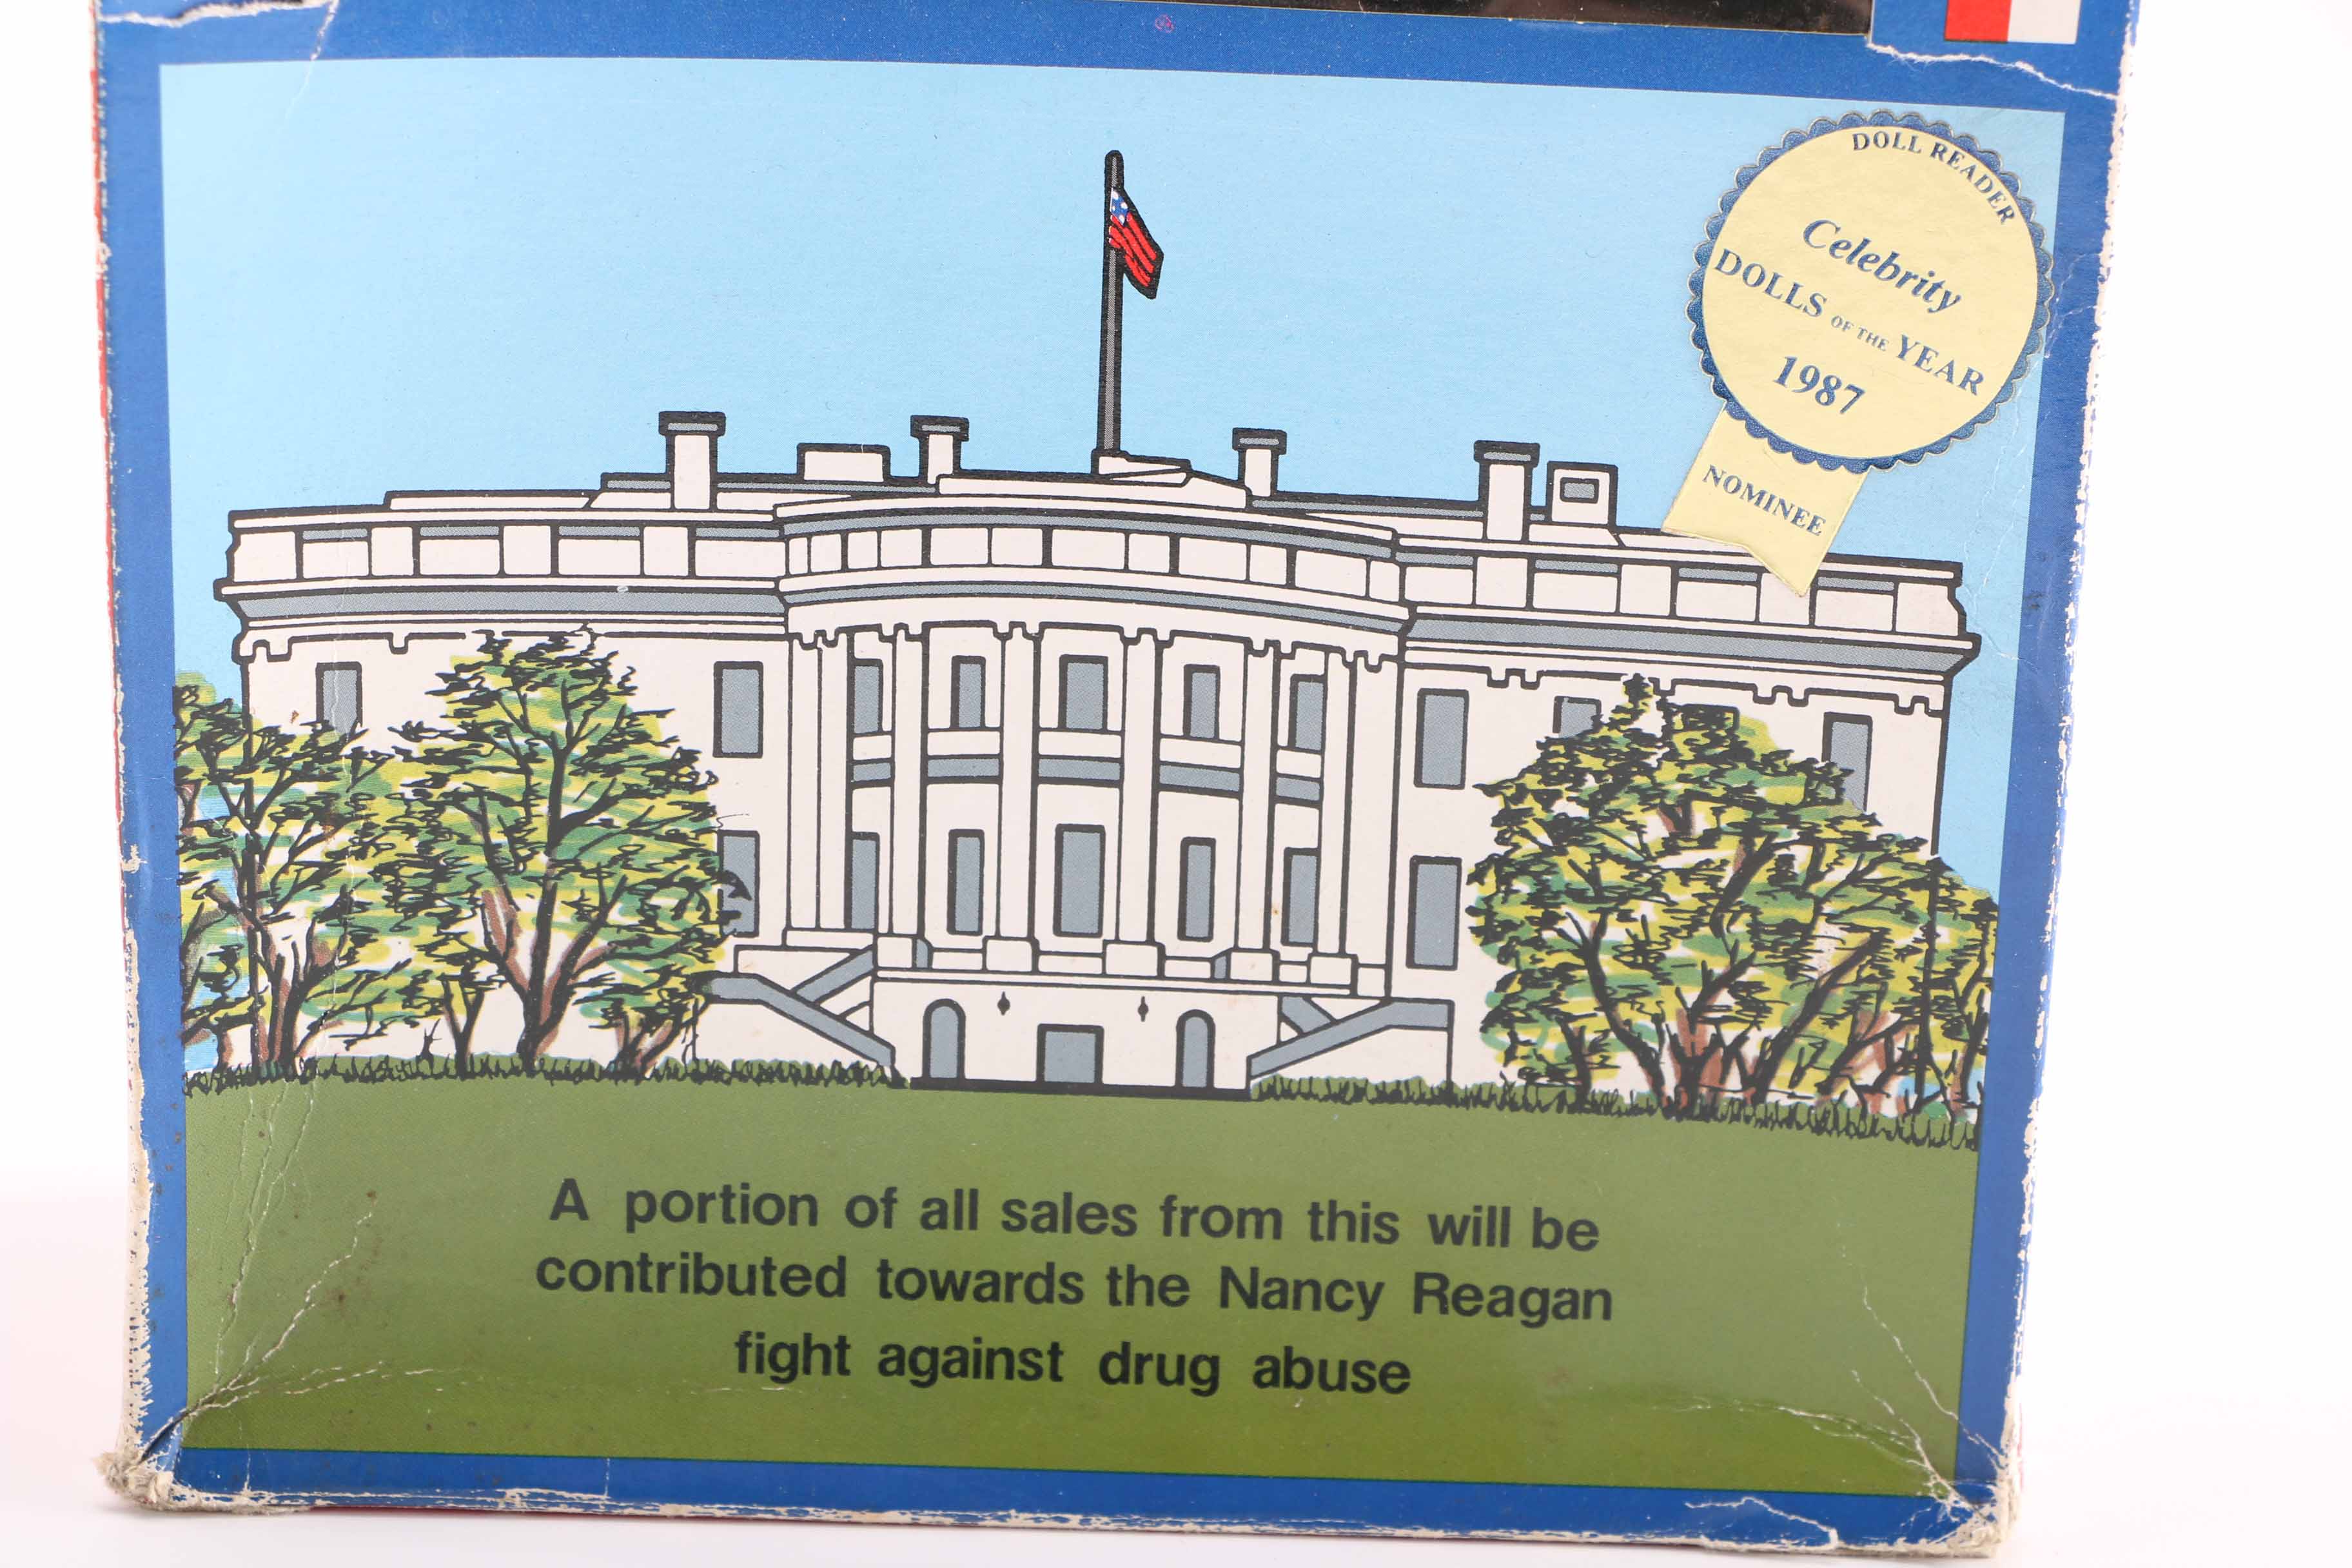 DOLL READER
Celebrity
DOLLS OF THE YEAR
1987
NOMINEE
A portion of all sales from this will be
contributed towards the Nancy Reagan
fight against drug abuse